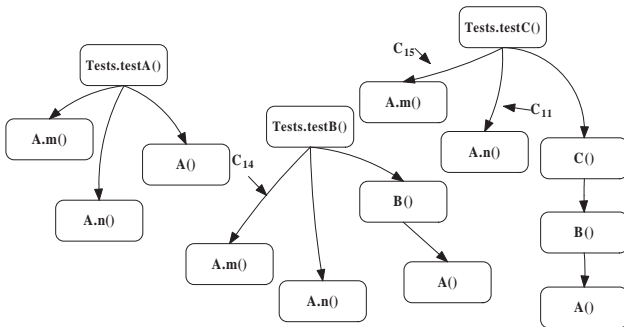 Tests.testA()
A.m()
A()
A.n()
Tests.testB()
C14
B()
A.m()
A.n()
A()
Tests.testC()
C15
A.m()
C11
A.n()
C()
B()
A()